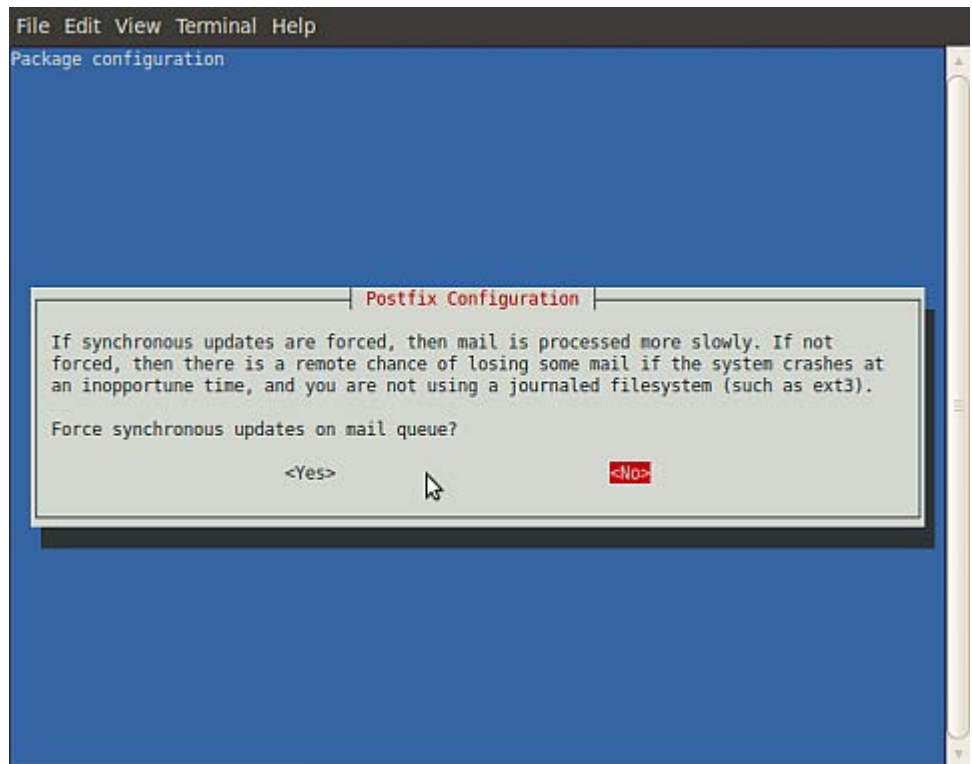 File Edit View Terminal Help
Package configuration
Postfix Configuration
If synchronous updates are forced, then mail is processed more slowly. If not
forced, then there is a remote chance of losing some mail if the system crashes at
an inopportune time, and you are not using a journaled filesystem (such as ext3).
Force synchronous updates on mail queue?
<Yes> <No>